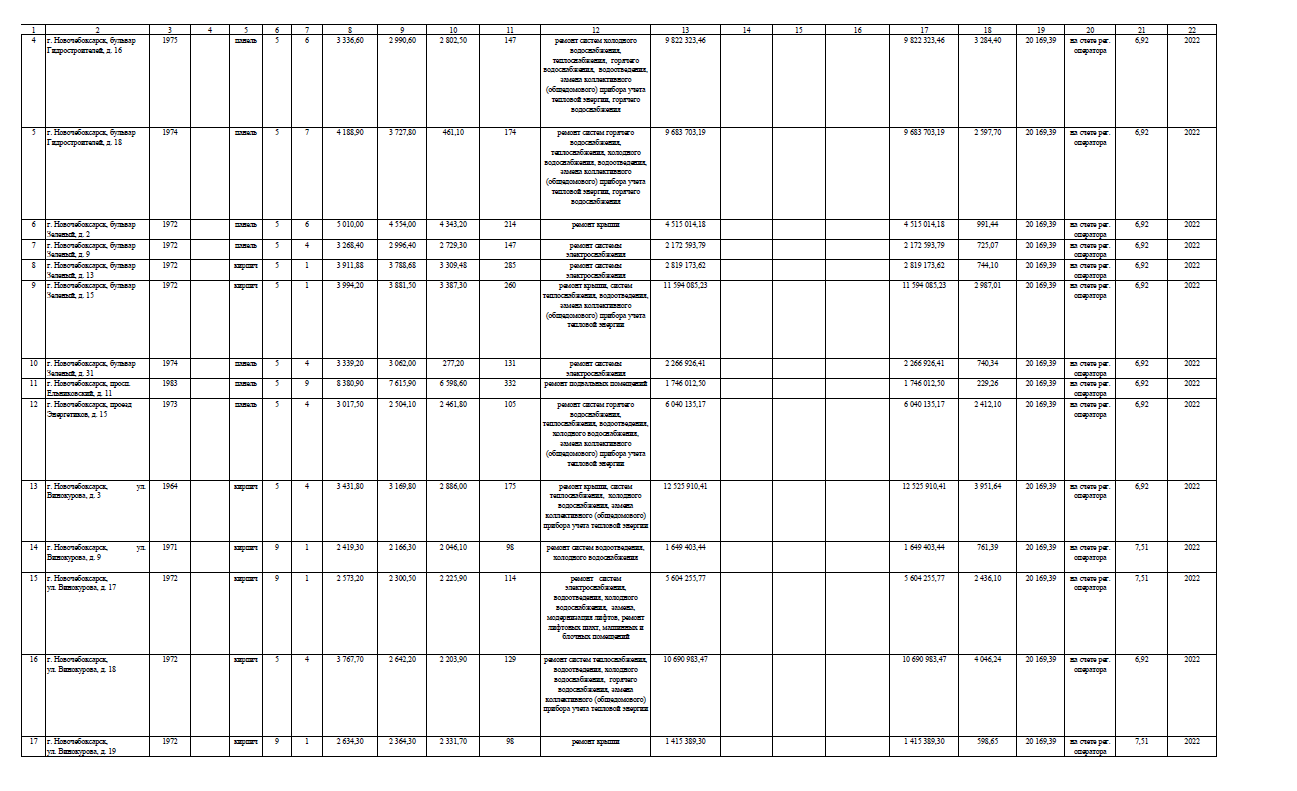 1 2 3 4 5 6 7 8 9 10 11 12 13 14 15 16 17 18 19 20 21 22
4 г. Новочебоксарск, бульвар 1975 панель 5 6 3 336,60 2 990,60 2 802,50 147 ремонт систем холодного 9 822 323,46 9 822 323,46 3 284,40 20 169,39 на счете рег. 6,92 2022
Гидростроителей, д. 16 водоснабжения, оператора
теплоснабжения, горячего
водоснабжения, водоотведения,
замена коллективного
(общедомового) прибора учета
тепловой энергии, горячего
водоснабжения
5 г. Новочебоксарск, бульвар 1974 панель 5 7 4 188,90 3 727,80 461,10 174 ремонт систем горячего 9 683 703,19 9 683 703,19 2 597,70 20 169,39 на счете рег. 6,92 2022
Гидростроителей, д. 18 водоснабжения, оператора
теплоснабжения, холодного
водоснабжения, водоотведения,
замена коллективного
(общедомового) прибора учета
тепловой энергии, горячего
водоснабжения
6 г. Новочебоксарск, бульвар 1972 панель 5 6 5 010,00 4 554,00 4 343,20 214 ремонт крыши 4 515 014,18 4 515 014,18 991,44 20 169,39 на счете рег. 6,92 2022
Зеленый, д. 2 оператора
7 г. Новочебоксарск, бульвар 1972 панель 5 4 3 268,40 2 996,40 2 729,30 147 ремонт системы 2 172 593,79 2 172 593,79 725,07 20 169,39 на счете рег. 6,92 2022
Зеленый, д. 9 электроснабжения оператора
8 г. Новочебоксарск, бульвар 1972 кирпич 5 1 3 911,88 3 788,68 3 309,48 285 ремонт системы 2 819 173,62 2 819 173,62 744,10 20 169,39 на счете рег. 6,92 2022
Зеленый, д. 13 электроснабжения оператора
9 г. Новочебоксарск, бульвар 1972 кирпич 5 1 3 994,20 3 881,50 3 387,30 260 ремонт крыши, систем 11 594 085,23 11 594 085,23 2 987,01 20 169,39 на счете рег. 6,92 2022
Зеленый, д. 15 теплоснабжения, водоотведения, оператора
замена коллективного
(общедомового) прибора учета
тепловой энергии
10 г. Новочебоксарск, бульвар 1974 панель 5 4 3 339,20 3 062,00 277,20 131 ремонт системы 2 266 926,41 2 266 926,41 740,34 20 169,39 на счете рег. 6,92 2022
Зеленый, д. 31 электроснабжения оператора
11 г. Новочебоксарск, просп. 1983 панель 5 9 8 380,90 7 615,90 6 598,60 332 ремонт подвальных помещений 1 746 012,50 1 746 012,50 229,26 20 169,39 на счете рег. 6,92 2022
Ельниковский, д. 11 оператора
12 г. Новочебоксарск, проезд 1973 панель 5 4 3 017,50 2 504,10 2 461,80 105 ремонт систем горячего 6 040 135,17 6 040 135,17 2 412,10 20 169,39 на счете рег. 6,92 2022
Энергетиков, д. 15 водоснабжения, оператора
теплоснабжения, водоотведения,
холодного водоснабжения,
замена коллективного
(общедомового) прибора учета
тепловой энергии
13 г. Новочебоксарск, ул. 1964 кирпич 5 4 3 431,80 3 169,80 2 886,00 175 ремонт крыши, систем 12 525 910,41 12 525 910,41 3 951,64 20 169,39 на счете рег. 6,92 2022
Винокурова, д. 3 теплоснабжения, холодного оператора
водоснабжения, замена
коллективного (общедомового)
прибора учета тепловой энергии
14 г. Новочебоксарск, ул. 1971 кирпич 9 1 2 419,30 2 166,30 2 046,10 98 ремонт систем водоотведения, 1 649 403,44 1 649 403,44 761,39 20 169,39 на счете рег. 7,51 2022
Винокурова, д. 9 холодного водоснабжения оператора
15 г. Новочебоксарск, 1972 кирпич 9 1 2 573,20 2 300,50 2 225,90 114 ремонт систем 5 604 255,77 5 604 255,77 2 436,10 20 169,39 на счете рег. 7,51 2022
ул. Винокурова, д. 17 электроснабжения, оператора
водоотведения, холодного
водоснабжения, замена,
модернизация лифтов, ремонт
лифтовых шахт, машинных и
блочных помещений
16 г. Новочебоксарск, 1972 кирпич 5 4 3 767,70 2 642,20 2 203,90 129 ремонт систем теплоснабжения, 10 690 983,47 10 690 983,47 4 046,24 20 169,39 на счете рег. 6,92 2022
ул. Винокурова, д. 18 водоотведения, холодного оператора
водоснабжения, горячего
водоснабжения, замена
коллективного (общедомового)
прибора учета тепловой энергии
17 г. Новочебоксарск, 1972 кирпич 9 1 2 634,30 2 364,30 2 331,70 98 ремонт крыши 1 415 389,30 1 415 389,30 598,65 20 169,39 на счете рег. 7,51 2022
ул. Винокурова, д. 19 оператора